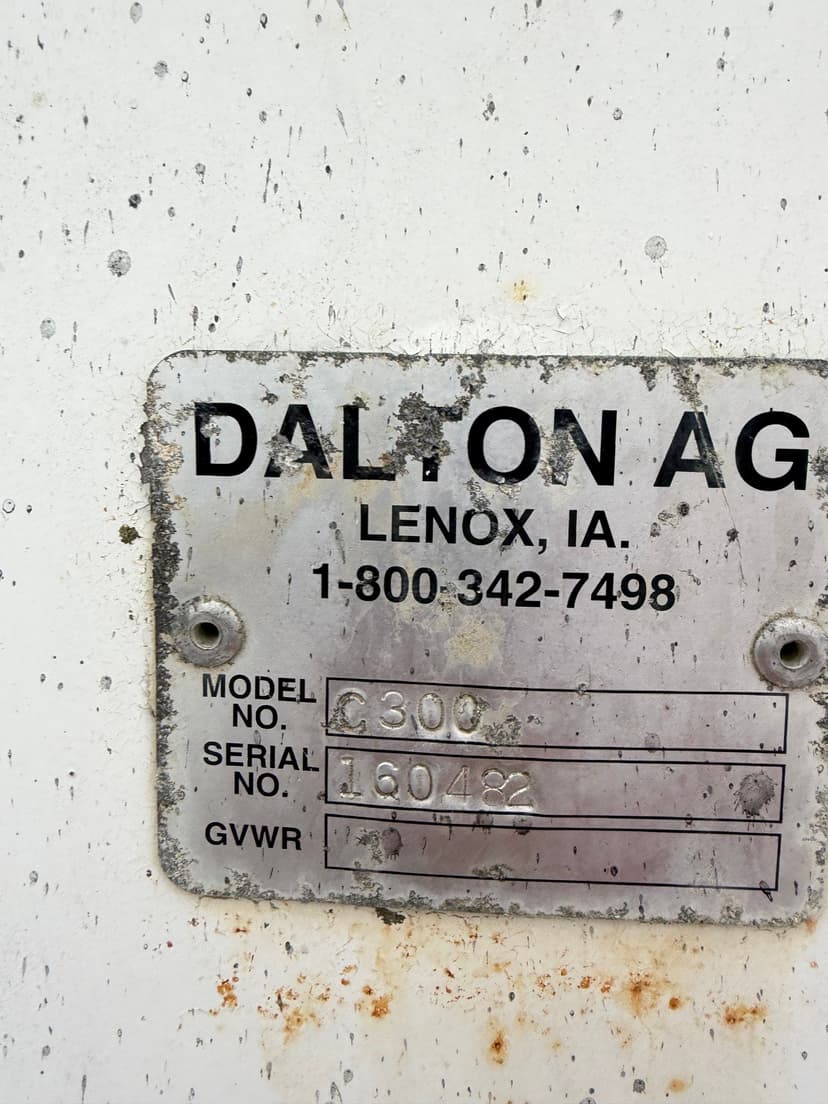 DALTON AG
LENOX, IA.
1-800-342-7498
MODEL NO. C300
SERIAL NO. 160482
GVWR